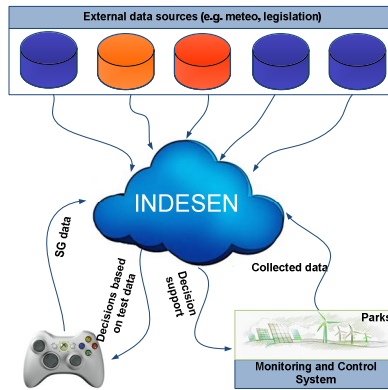 External data sources (e.g. meteo, legislation)
INDESEN
SG data
Decisions based
on test data
Decision
support
Collected data
Parks
Monitoring and Control
System